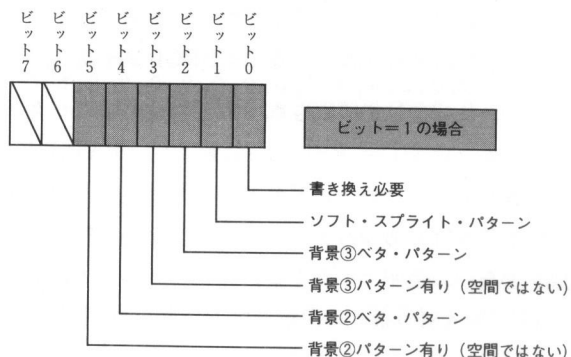 ビット7
ビット6
ビット5
ビット4
ビット3
ビット2
ビット1
ビット0
ビット＝1の場合
書き換え必要
ソフト・スプライト・パターン
背景③ベタ・パターン
背景③パターン有り（空間ではない）
背景②ベタ・パターン
背景②パターン有り（空間ではない）